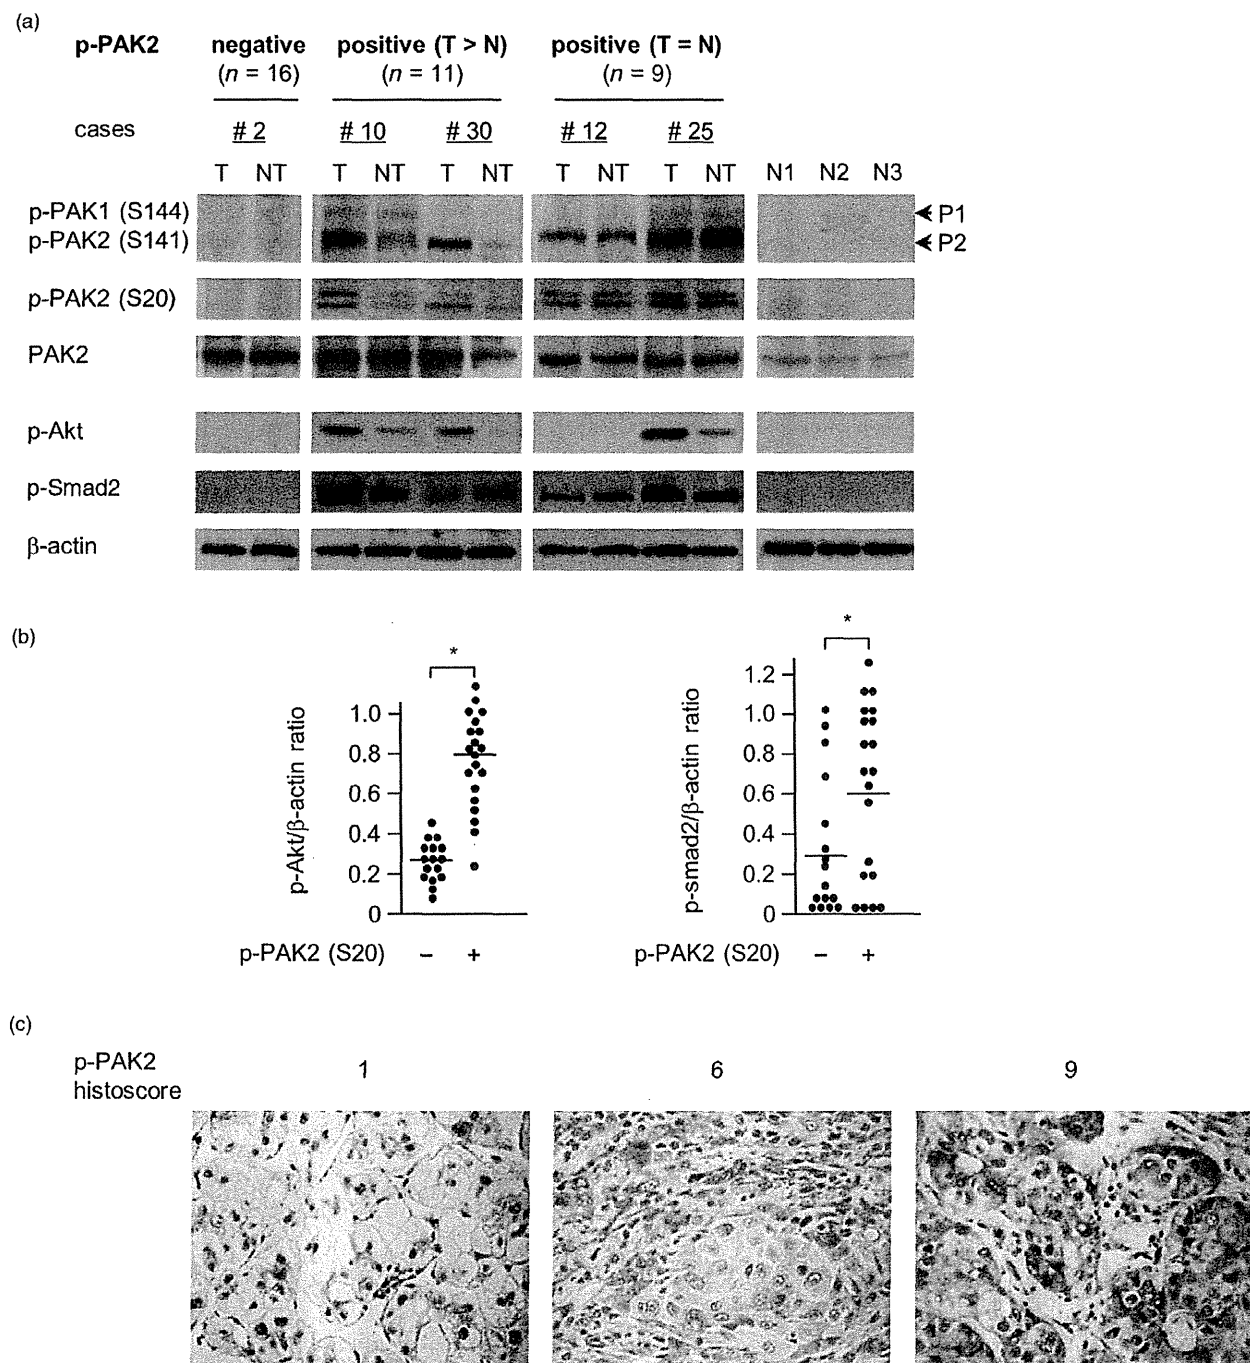 (a)
p-PAK2 negative positive (T > N) positive (T = N)
(n = 16) (n = 11) (n = 9)
cases # 2 # 10 # 30 # 12 # 25
T NT T NT T NT T NT T NT N1 N2 N3
p-PAK1 (S144) P1
p-PAK2 (S141) P2
p-PAK2 (S20)
PAK2
p-Akt
p-Smad2
β-actin
(b)
* *
p-Akt/β-actin ratio
1.0
0.8
0.6
0.4
0.2
0
p-PAK2 (S20) − +
p-smad2/β-actin ratio
1.2
1.0
0.8
0.6
0.4
0.2
0
p-PAK2 (S20) − +
(c)
p-PAK2
histoscore 1 6 9